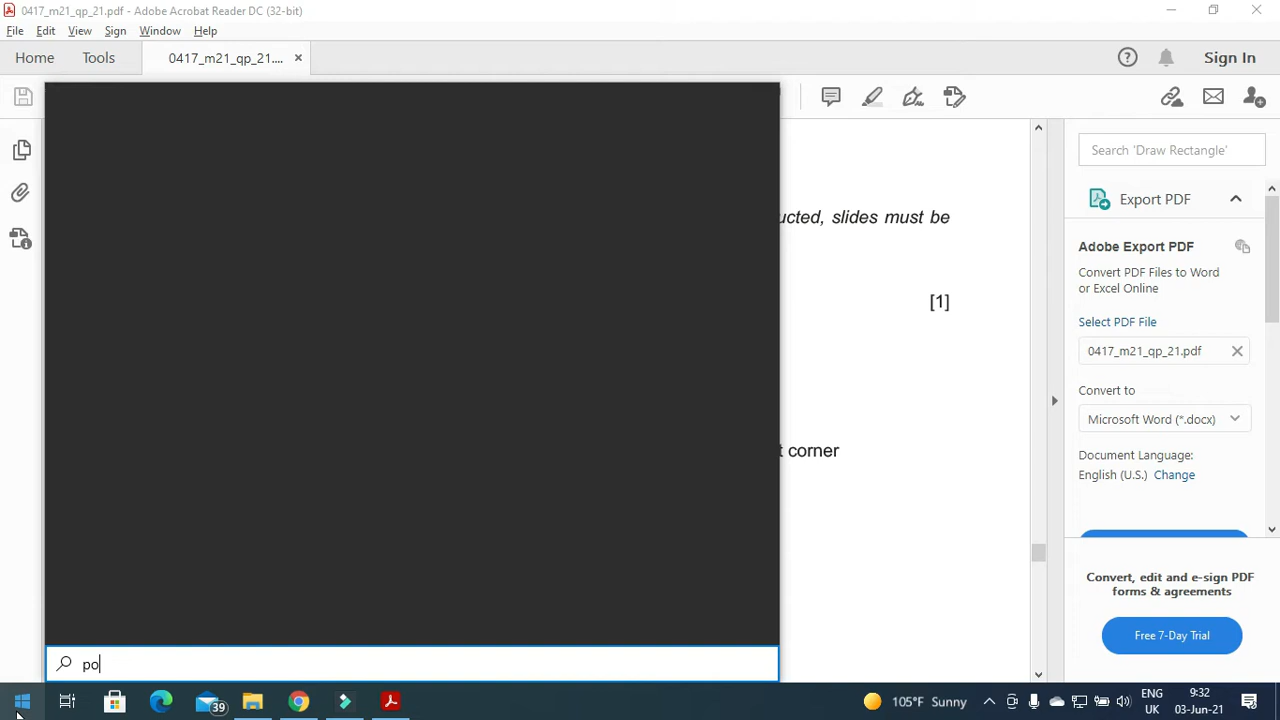 0417_m21_qp_21.pdf - Adobe Acrobat Reader DC (32-bit)
File Edit View Sign Window Help
Home Tools 0417_m21_qp_21.... Sign In
Search 'Draw Rectangle'
Export PDF
ucted, slides must be
Adobe Export PDF
Convert PDF Files to Word
or Excel Online
[1]
Select PDF File
0417_m21_qp_21.pdf
Convert to
Microsoft Word (*.docx)
t corner
Document Language:
English (U.S.) Change
Convert, edit and e-sign PDF
forms & agreements
Free 7-Day Trial
po
39
105°F Sunny
ENG
UK
9:32
03-Jun-21